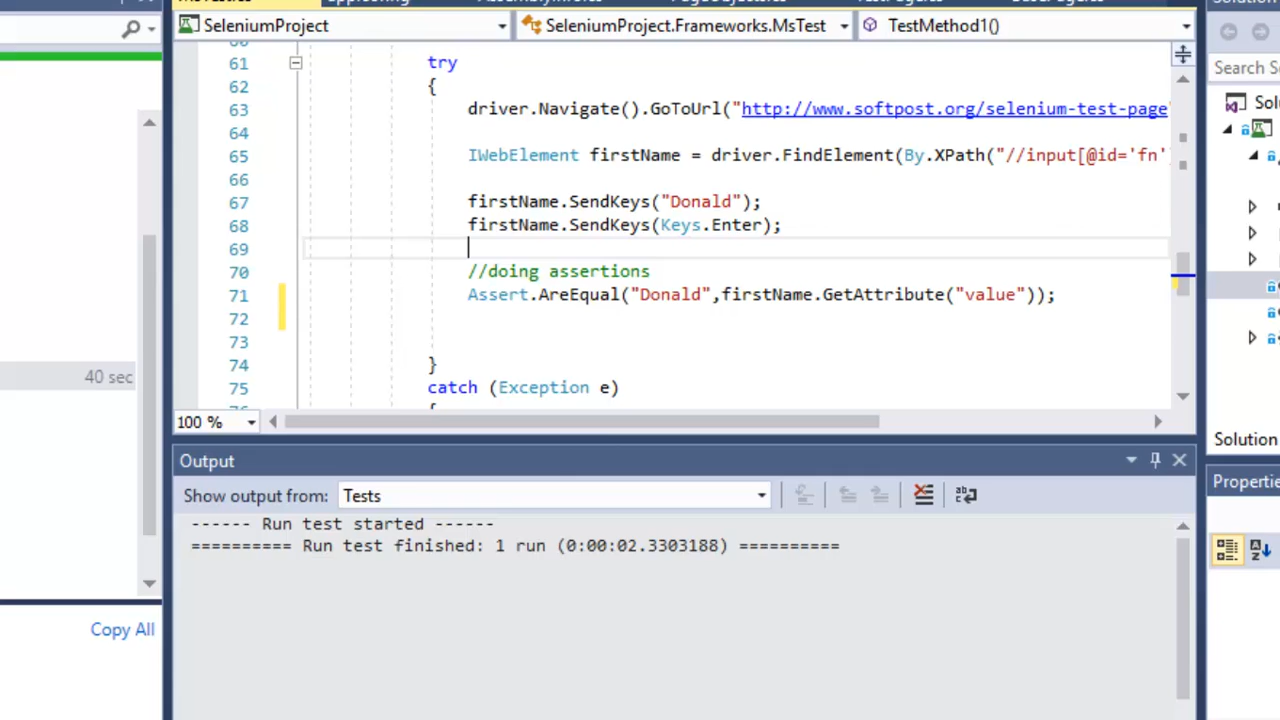 SeleniumProject
SeleniumProject.Frameworks.MsTest
TestMethod1()
Search S
61 try
62 {
63 driver.Navigate().GoToUrl("http://www.softpost.org/selenium-test-page
64
65 IWebElement firstName = driver.FindElement(By.XPath("//input[@id='fn'
66
67 firstName.SendKeys("Donald");
68 firstName.SendKeys(Keys.Enter);
69
70 //doing assertions
71 Assert.AreEqual("Donald",firstName.GetAttribute("value"));
72
73
74 }
75 catch (Exception e)
{
40 sec
100 %
Solution
Output
Propertie
Show output from: Tests
------ Run test started ------
========== Run test finished: 1 run (0:00:02.3303188) ==========
Copy All